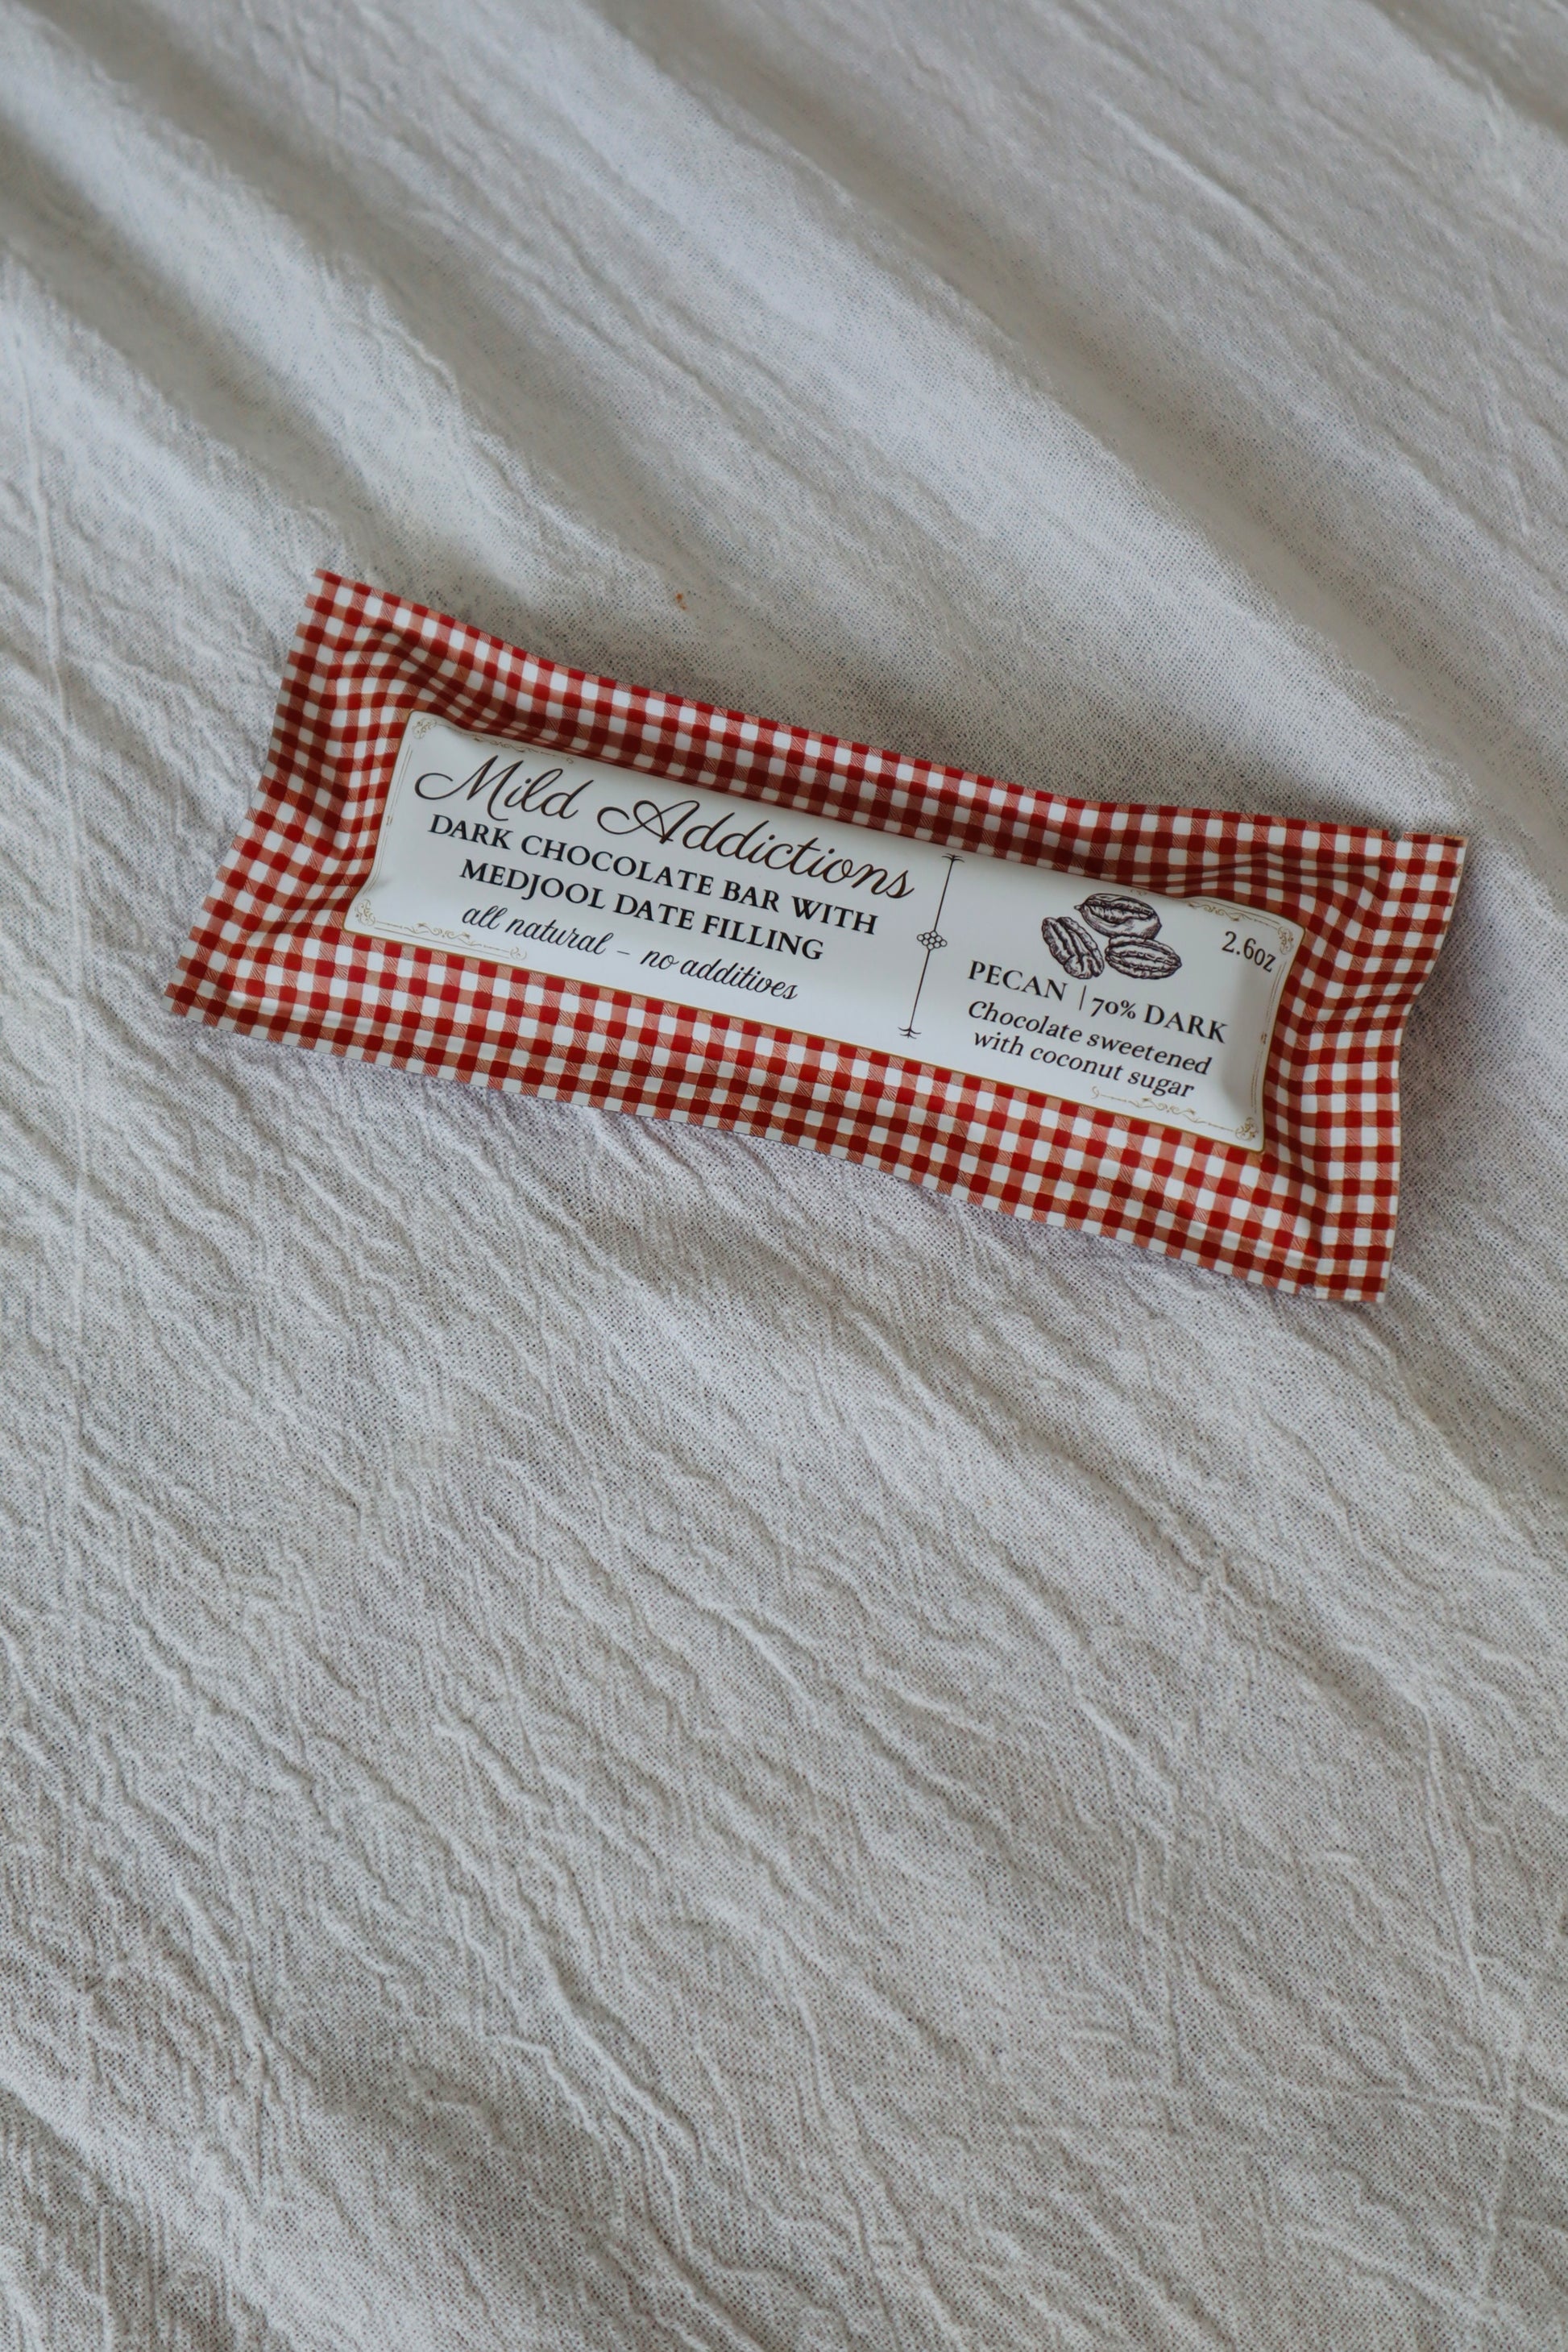 Mild Addictions
DARK CHOCOLATE BAR WITH
MEDJOOL DATE FILLING
all natural – no additives
2.6oz
PECAN | 70% DARK
Chocolate sweetened
with coconut sugar